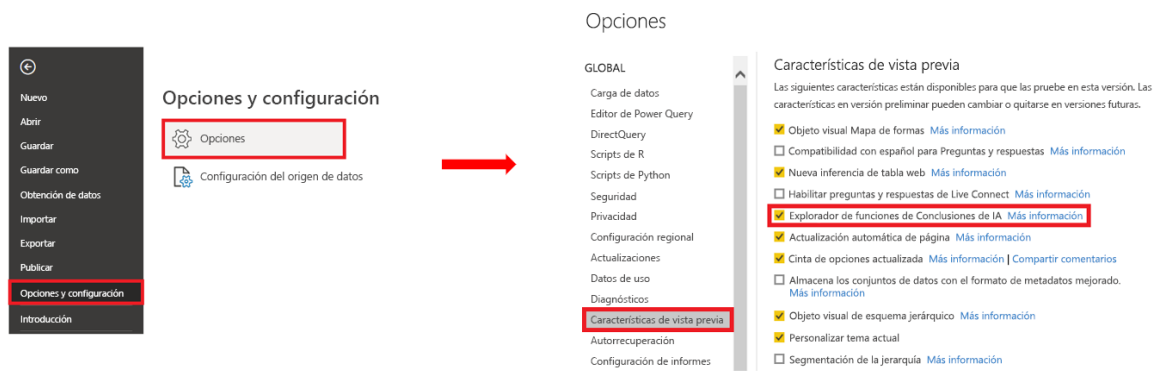 Nuevo
Abrir
Guardar
Guardar como
Obtención de datos
Importar
Exportar
Publicar
Opciones y configuración
Introducción
Opciones y configuración
Opciones
Configuración del origen de datos
Opciones
GLOBAL
Carga de datos
Editor de Power Query
DirectQuery
Scripts de R
Scripts de Python
Seguridad
Privacidad
Configuración regional
Actualizaciones
Datos de uso
Diagnósticos
Características de vista previa
Autorrecuperación
Configuración de informes
Características de vista previa
Las siguientes características están disponibles para que las pruebe en esta versión. Las
características en versión preliminar pueden cambiar o quitarse en versiones futuras.
Objeto visual Mapa de formas Más información
Compatibilidad con español para Preguntas y respuestas Más información
Nueva inferencia de tabla web Más información
Habilitar preguntas y respuestas de Live Connect Más información
Explorador de funciones de Conclusiones de IA Más información
Actualización automática de página Más información
Cinta de opciones actualizada Más información | Compartir comentarios
Almacena los conjuntos de datos con el formato de metadatos mejorado.
Más información
Objeto visual de esquema jerárquico Más información
Personalizar tema actual
Segmentación de la jerarquía Más información